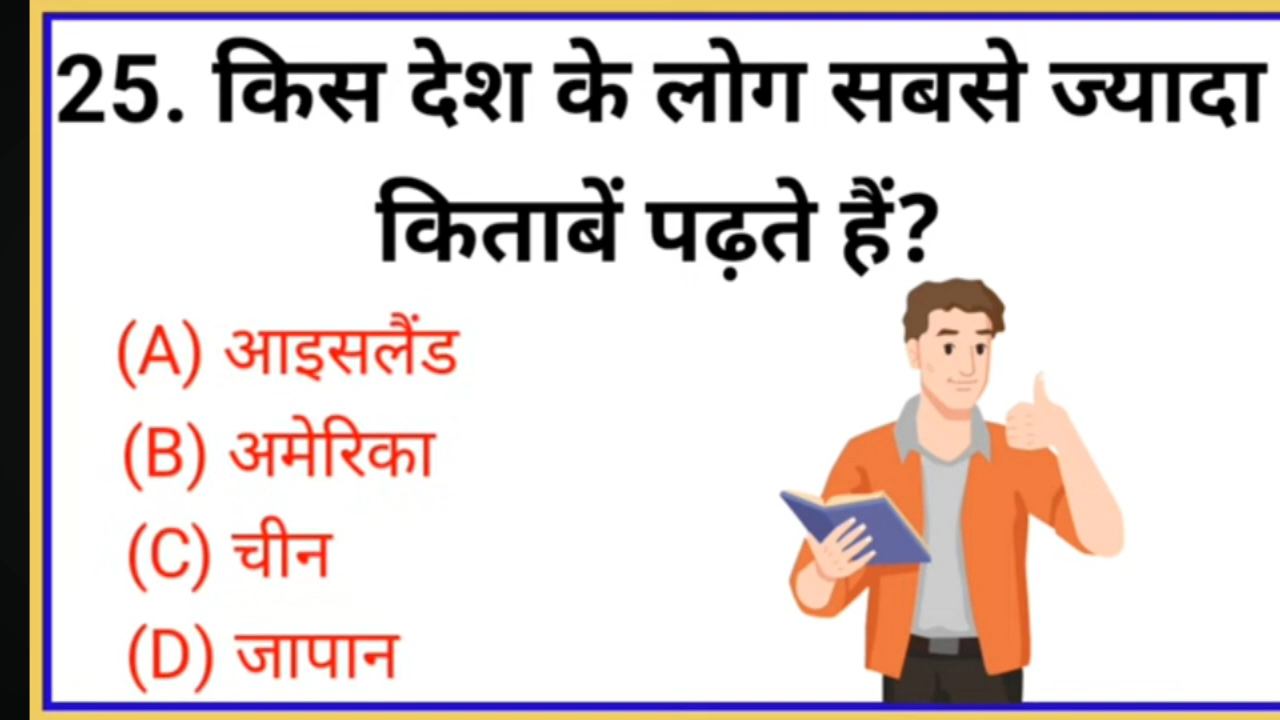 25. किस देश के लोग सबसे ज्यादा
किताबें पढ़ते हैं?
(A) आइसलैंड
(B) अमेरिका
(C) चीन
(D) जापान